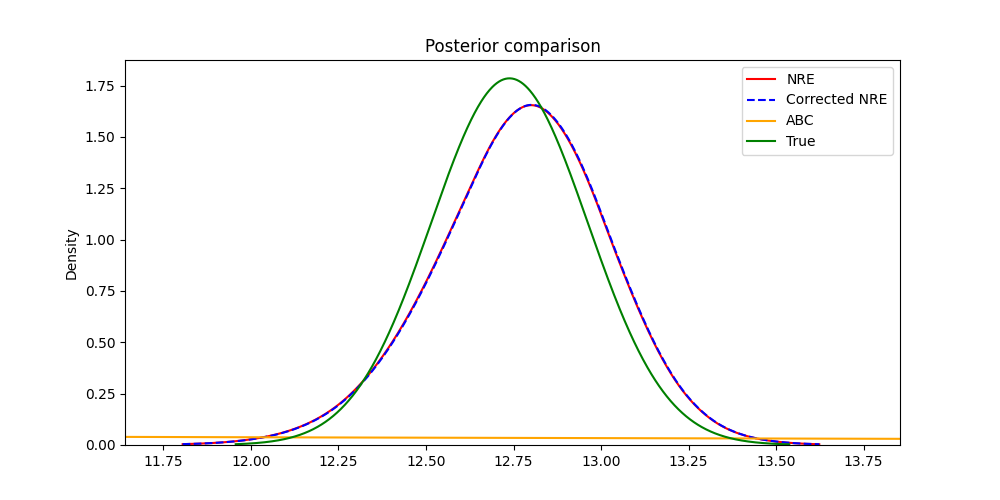 Posterior comparison
NRE
Corrected NRE
ABC
True
Density
1.75
1.50
1.25
1.00
0.75
0.50
0.25
0.00
11.75 12.00 12.25 12.50 12.75 13.00 13.25 13.50 13.75